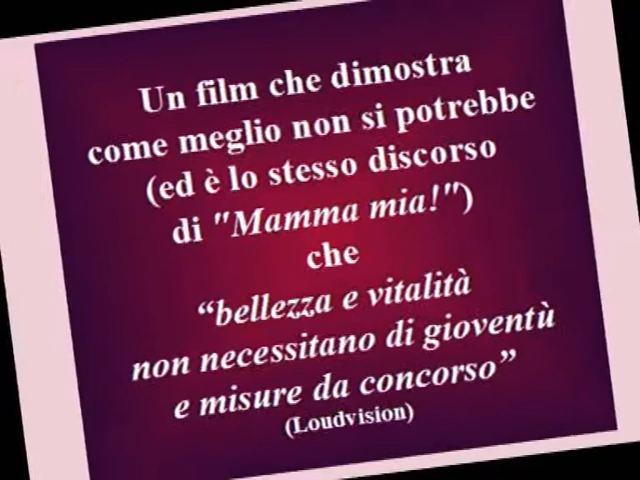 Un film che dimostra
come meglio non si potrebbe
(ed è lo stesso discorso
di "Mamma mia!")
che
“bellezza e vitalità
non necessitano di gioventù
e misure da concorso”
(Loudvision)